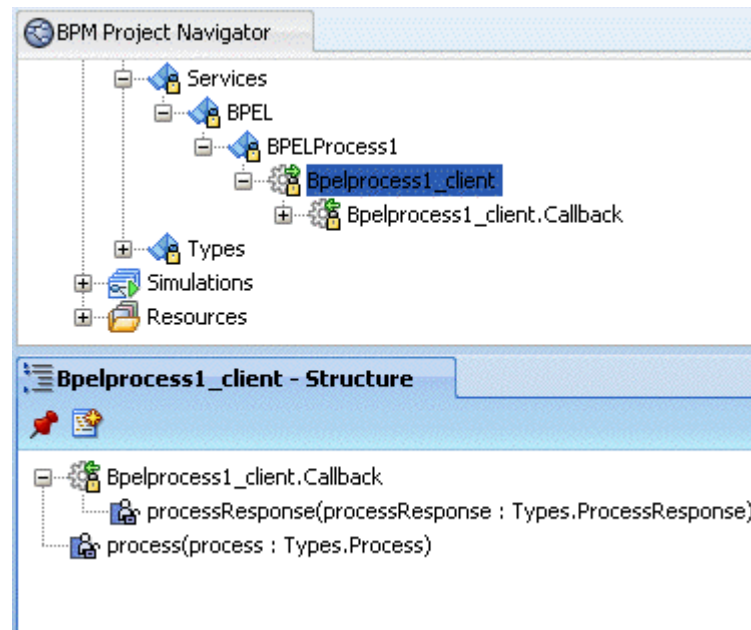 BPM Project Navigator
Services
BPEL
BPELProcess1
Bpelprocess1_client
Bpelprocess1_client.Callback
Types
Simulations
Resources
Bpelprocess1_client - Structure
Bpelprocess1_client.Callback
processResponse(processResponse : Types.ProcessResponse)
process(process : Types.Process)